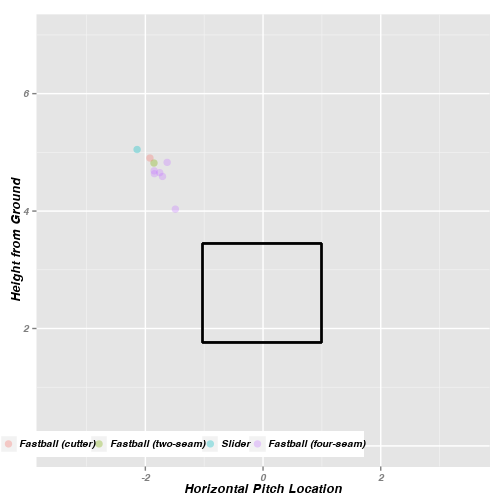 6
4
2
Height from Ground
Fastball (cutter) Fastball (two-seam) Slider Fastball (four-seam)
-2 0 2
Horizontal Pitch Location